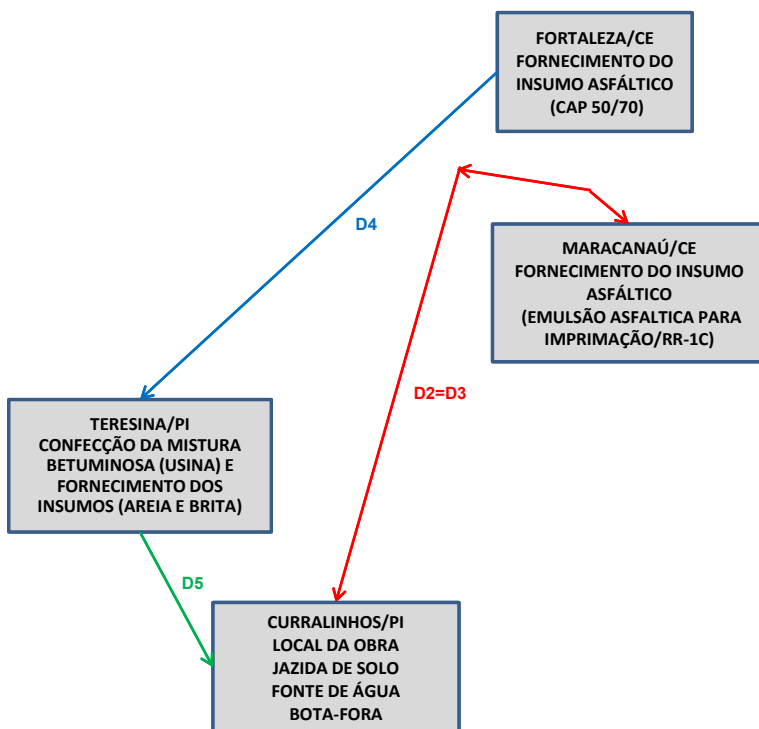 FORTALEZA/CE
FORNECIMENTO DO
INSUMO ASFÁLTICO
(CAP 50/70)
D4
MARACANAÚ/CE
FORNECIMENTO DO INSUMO
ASFÁLTICO
(EMULSÃO ASFALTICA PARA
IMPRIMAÇÃO/RR-1C)
D2=D3
TERESINA/PI
CONFECÇÃO DA MISTURA
BETUMINOSA (USINA) E
FORNECIMENTO DOS
INSUMOS (AREIA E BRITA)
D5
CURRALINHOS/PI
LOCAL DA OBRA
JAZIDA DE SOLO
FONTE DE ÁGUA
BOTA-FORA